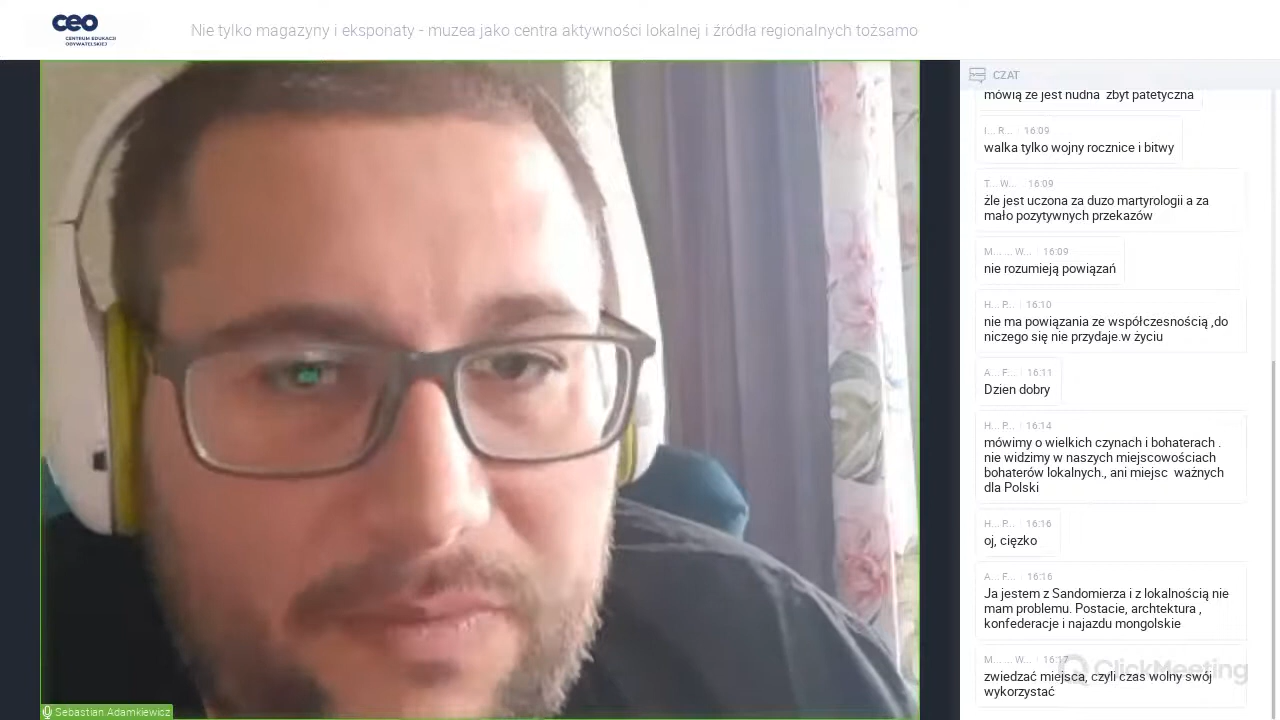 ceo
CENTRUM EDUKACJI
OBYWATELSKIEJ
Nie tylko magazyny i eksponaty - muzea jako centra aktywności lokalnej i źródła regionalnych tożsamo
CZAT
mówią ze jest nudna zbyt patetyczna
I... R... 16:09
walka tylko wojny rocznice i bitwy
T... W... 16:09
żle jest uczona za duzo martyrologii a za
mało pozytywnych przekazów
M... ... W... 16:09
nie rozumieją powiązań
H... P... 16:10
nie ma powiązania ze współczesnością ,do
niczego się nie przydaje.w życiu
A... F... 16:11
Dzien dobry
H... P... 16:14
mówimy o wielkich czynach i bohaterach .
nie widzimy w naszych miejscowościach
bohaterów lokalnych., ani miejsc ważnych
dla Polski
H... P... 16:16
oj, ciężko
A... F... 16:16
Ja jestem z Sandomierza i z lokalnością nie
mam problemu. Postacie, archtektura ,
konfederacje i najazdu mongolskie
M... ... W... 16:17
zwiedzać miejsca, czyli czas wolny swój
wykorzystać
ClickMeeting
Sebastian Adamkiewicz